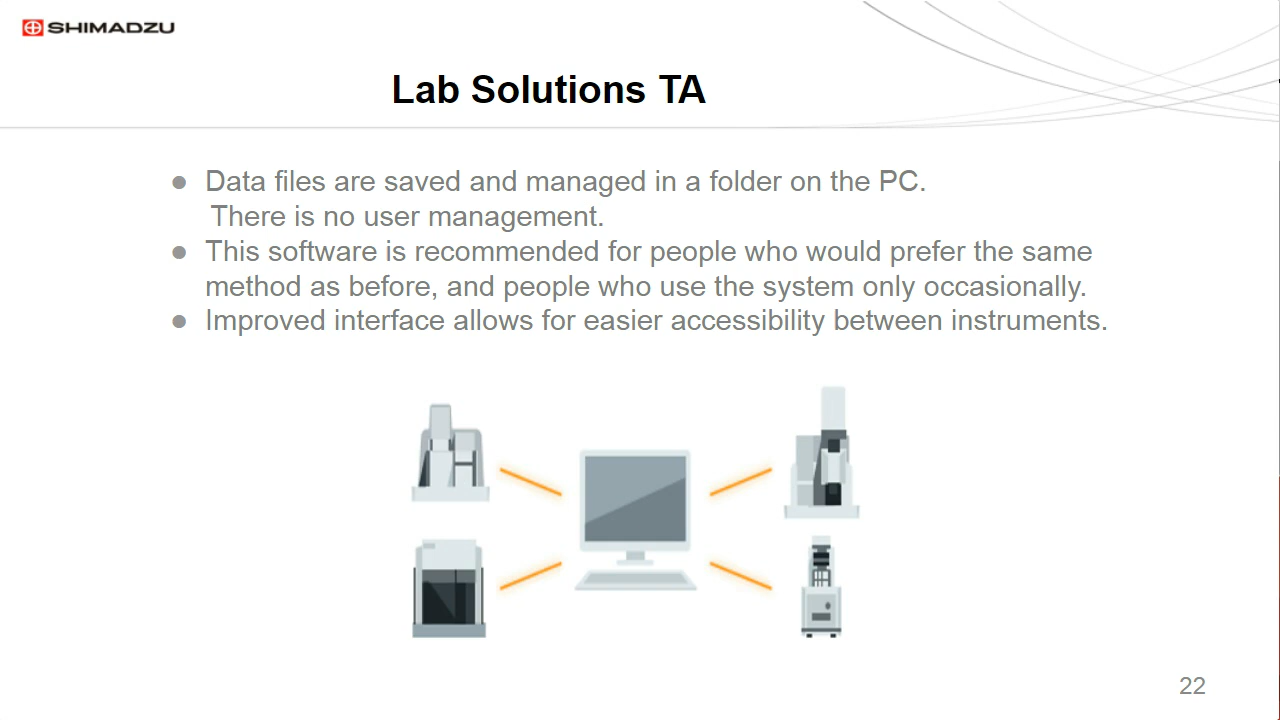 SHIMADZU
Lab Solutions TA
● Data files are saved and managed in a folder on the PC.
There is no user management.
● This software is recommended for people who would prefer the same
method as before, and people who use the system only occasionally.
● Improved interface allows for easier accessibility between instruments.
22